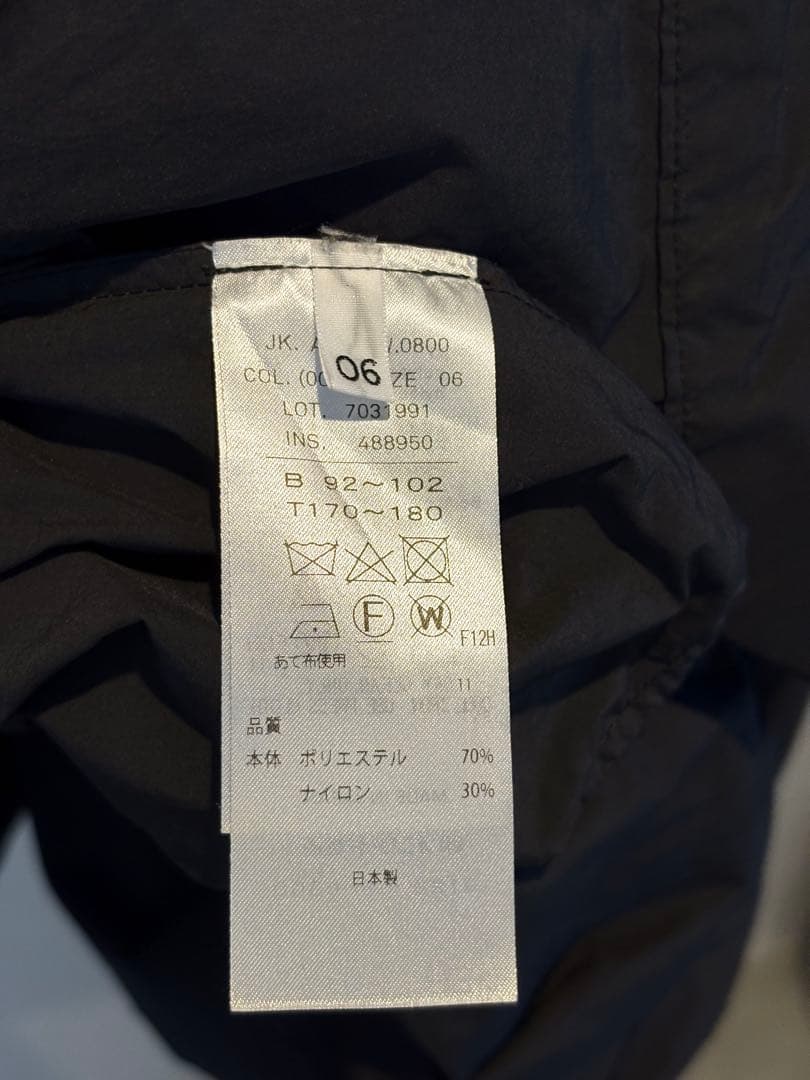 06
JK. .0800
COL. ZE 06
LOT. 7031991
INS. 488950
B 92～102
T170～180
F W F12H
あて布使用
11
品質
本体 ポリエステル 70%
ナイロン 30%
日本製